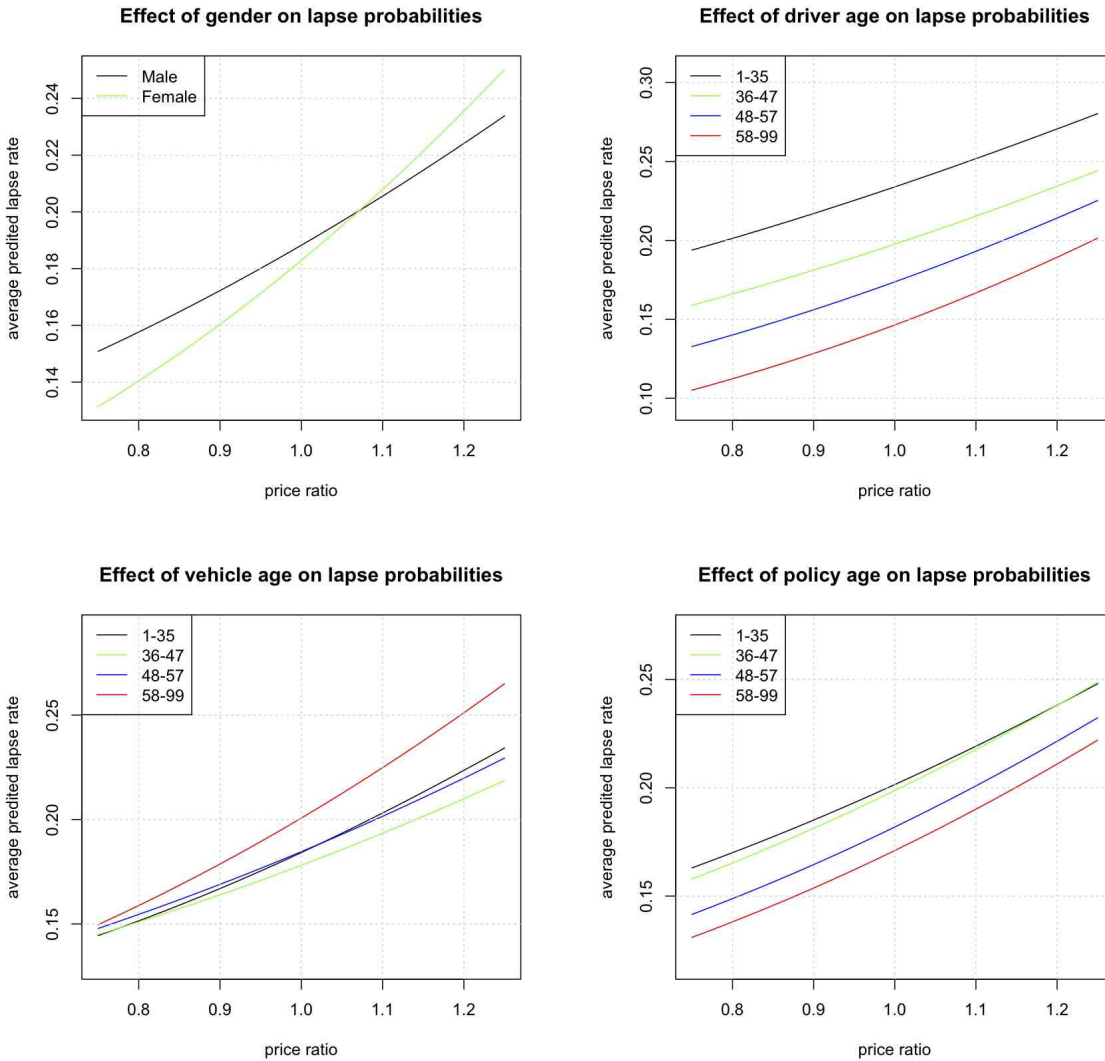 Effect of gender on lapse probabilities
Male
Female
0.24
0.22
0.20
0.18
0.16
0.14
average predited lapse rate
0.8 0.9 1.0 1.1 1.2
price ratio
Effect of driver age on lapse probabilities
1-35
36-47
48-57
58-99
0.30
0.25
0.20
0.15
0.10
average predited lapse rate
0.8 0.9 1.0 1.1 1.2
price ratio
Effect of vehicle age on lapse probabilities
1-35
36-47
48-57
58-99
0.25
0.20
0.15
average predited lapse rate
0.8 0.9 1.0 1.1 1.2
price ratio
Effect of policy age on lapse probabilities
1-35
36-47
48-57
58-99
0.25
0.20
0.15
average predited lapse rate
0.8 0.9 1.0 1.1 1.2
price ratio